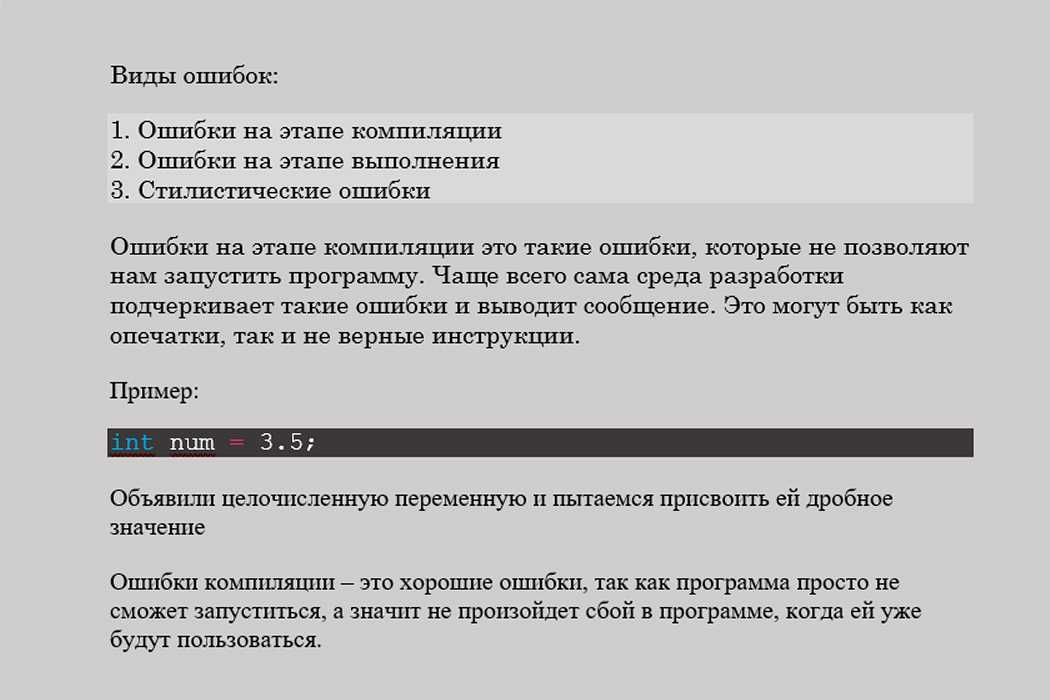 Виды ошибок:
1. Ошибки на этапе компиляции
2. Ошибки на этапе выполнения
3. Стилистические ошибки
Ошибки на этапе компиляции это такие ошибки, которые не позволяют
нам запустить программу. Чаще всего сама среда разработки
подчеркивает такие ошибки и выводит сообщение. Это могут быть как
опечатки, так и не верные инструкции.
Пример:
int num = 3.5;
Объявили целочисленную переменную и пытаемся присвоить ей дробное
значение
Ошибки компиляции – это хорошие ошибки, так как программа просто не
сможет запуститься, а значит не произойдет сбой в программе, когда ей уже
будут пользоваться.